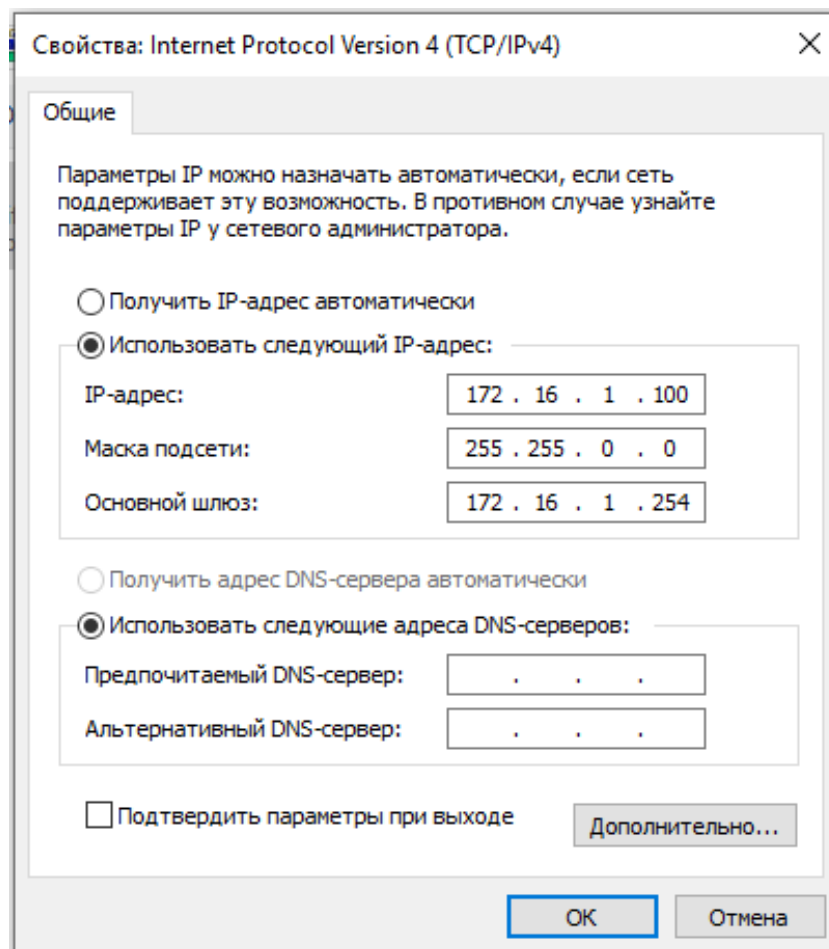 Свойства: Internet Protocol Version 4 (TCP/IPv4)
Общие
Параметры IP можно назначать автоматически, если сеть
поддерживает эту возможность. В противном случае узнайте
параметры IP у сетевого администратора.
Получить IP-адрес автоматически
Использовать следующий IP-адрес:
IP-адрес: 172 . 16 . 1 . 100
Маска подсети: 255 . 255 . 0 . 0
Основной шлюз: 172 . 16 . 1 . 254
Получить адрес DNS-сервера автоматически
Использовать следующие адреса DNS-серверов:
Предпочитаемый DNS-сервер: . . .
Альтернативный DNS-сервер: . . .
Подтвердить параметры при выходе
Дополнительно...
ОК
Отмена